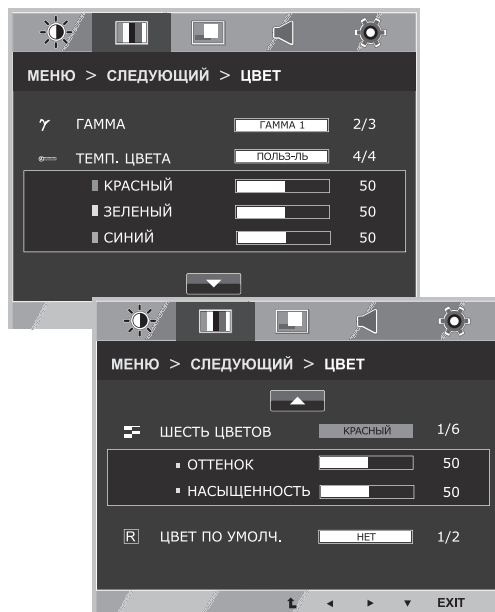 МЕНЮ > СЛЕДУЮЩИЙ > ЦВЕТ
γ ГАММА ГАММА 1 2/3
ТЕМП. ЦВЕТА ПОЛЬЗ-ЛЬ 4/4
КРАСНЫЙ 50
ЗЕЛЕНЫЙ 50
СИНИЙ 50
МЕНЮ > СЛЕДУЮЩИЙ > ЦВЕТ
ШЕСТЬ ЦВЕТОВ КРАСНЫЙ 1/6
ОТТЕНОК 50
НАСЫЩЕННОСТЬ 50
R ЦВЕТ ПО УМОЛЧ. НЕТ 1/2
EXIT